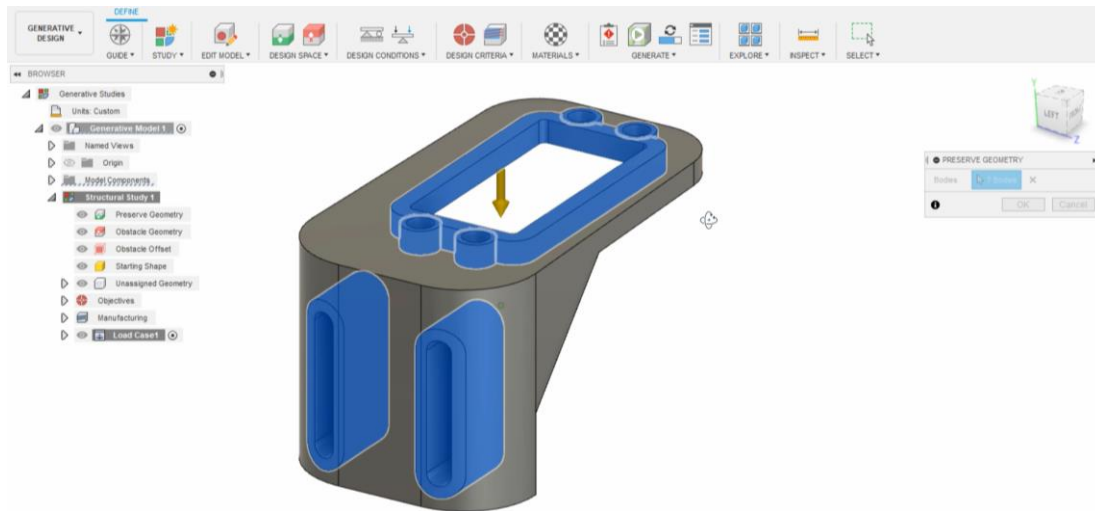 DEFINE
GENERATIVE DESIGN
GUIDE
STUDY
EDIT MODEL
DESIGN SPACE
DESIGN CONDITIONS
DESIGN CRITERIA
MATERIALS
GENERATE
EXPLORE
INSPECT
SELECT
BROWSER
Generative Studies
Units: Custom
Generative Model 1
Named Views
Origin
Model Components
Structural Study 1
Preserve Geometry
Obstacle Geometry
Obstacle Offset
Starting Shape
Unassigned Geometry
Objectives
Manufacturing
Load Case1
Y
LEFT
Z
PRESERVE GEOMETRY
Bodies
OK Cancel